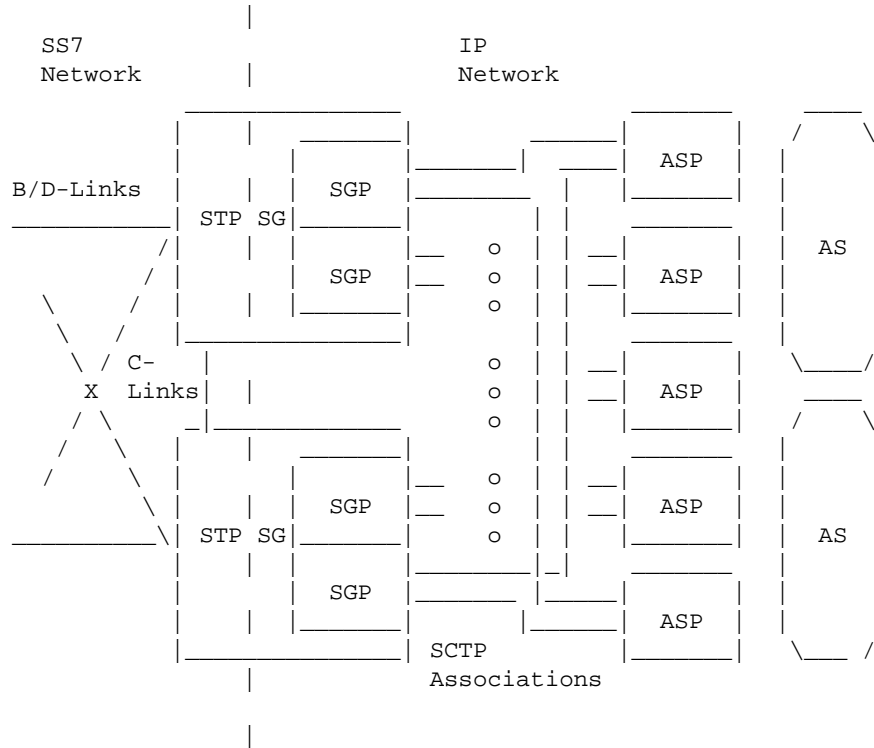 SS7 IP
Network Network
ASP
B/D-Links SGP
STP SG
AS
SGP ASP
o
o
o
C-
Links
X
o
o
o
ASP
SGP ASP
o
o
o
STP SG
AS
SGP
ASP
SCTP
Associations